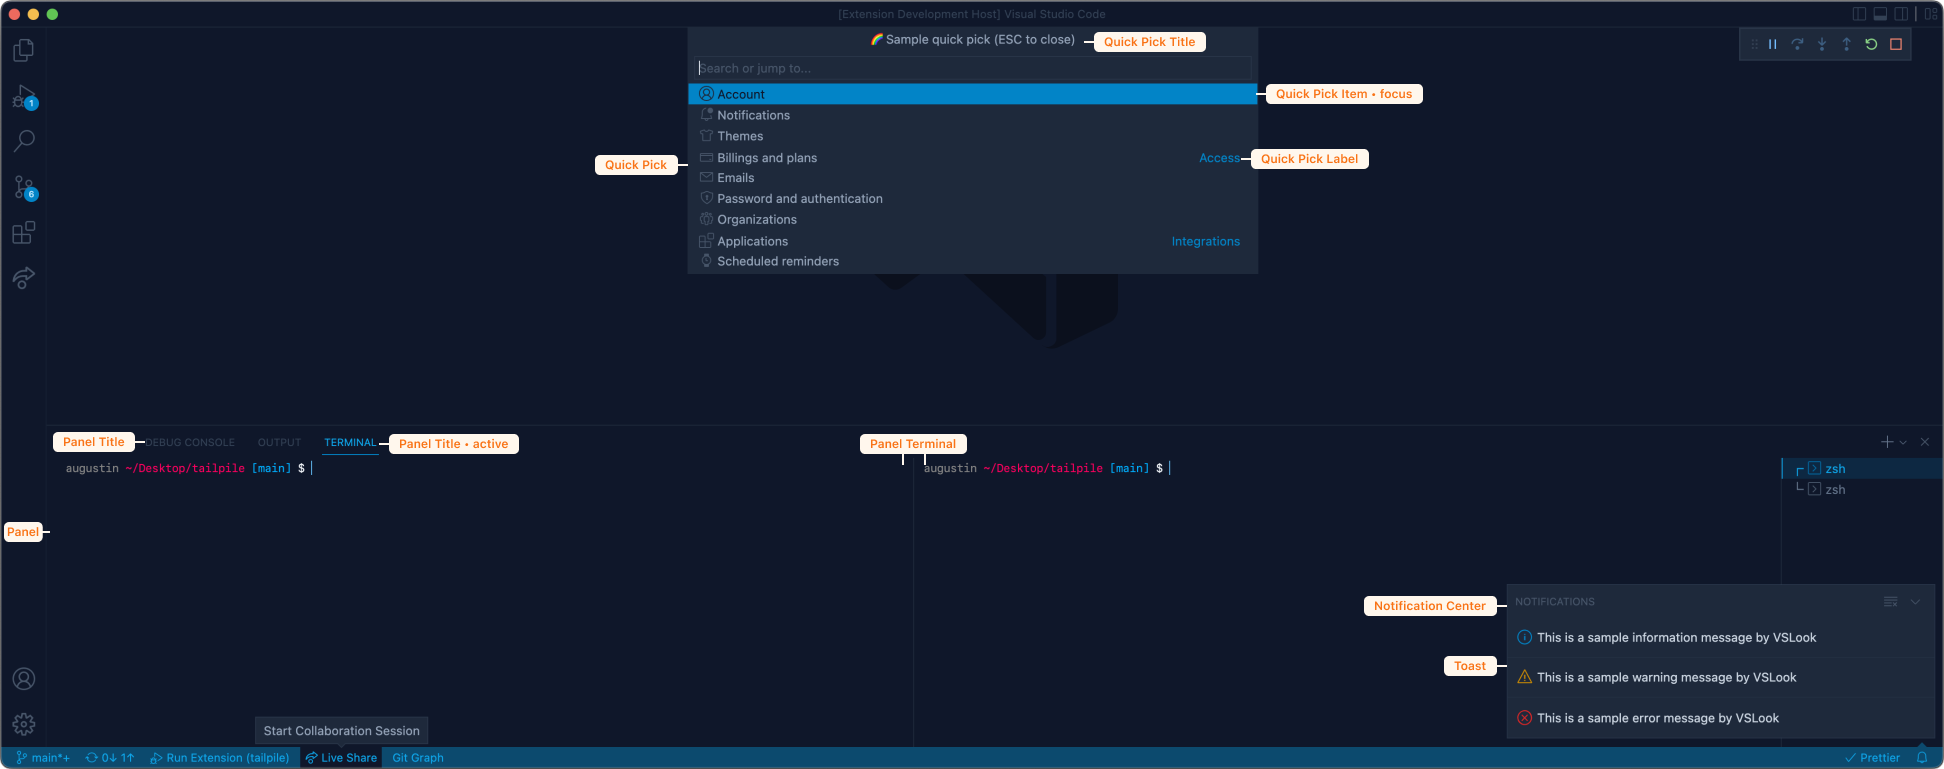 [Extension Development Host] Visual Studio Code
🌈 Sample quick pick (ESC to close)
Quick Pick Title
Search or jump to...
Account
Quick Pick Item • focus
1
Notifications
Themes
Quick Pick
Billings and plans
Access
Quick Pick Label
Emails
6
Password and authentication
Organizations
Applications
Integrations
Scheduled reminders
Panel Title
DEBUG CONSOLE
OUTPUT
TERMINAL
Panel Title • active
Panel Terminal
augustin ~/Desktop/tailpile [main] $
augustin ~/Desktop/tailpile [main] $
zsh
zsh
Panel
Notification Center
NOTIFICATIONS
This is a sample information message by VSLook
Toast
This is a sample warning message by VSLook
This is a sample error message by VSLook
Start Collaboration Session
main*+
0↓ 1↑
Run Extension (tailpile)
Live Share
Git Graph
Prettier